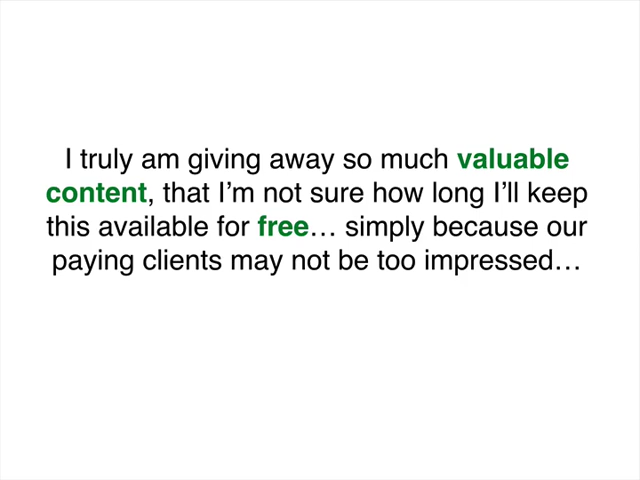 I truly am giving away so much valuable
content, that I’m not sure how long I’ll keep
this available for free… simply because our
paying clients may not be too impressed…